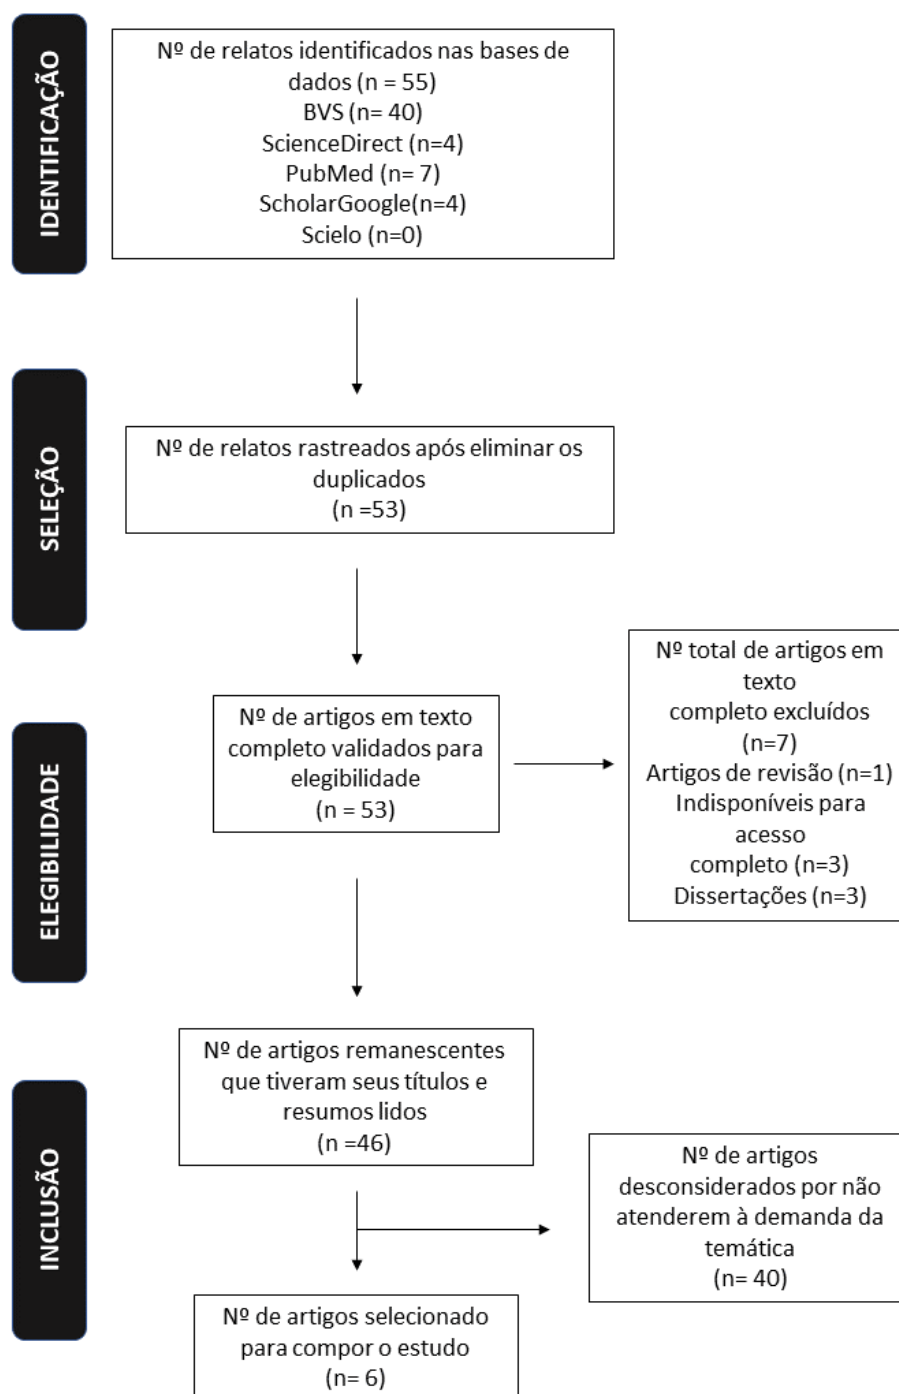 IDENTIFICAÇÃO
Nº de relatos identificados nas bases de
dados (n = 55)
BVS (n= 40)
ScienceDirect (n=4)
PubMed (n= 7)
ScholarGoogle(n=4)
Scielo (n=0)
SELEÇÃO
Nº de relatos rastreados após eliminar os
duplicados
(n =53)
ELEGIBILIDADE
Nº de artigos em texto
completo validados para
elegibilidade
(n = 53)
Nº total de artigos em
texto
completo excluídos
(n=7)
Artigos de revisão (n=1)
Indisponíveis para
acesso
completo (n=3)
Dissertações (n=3)
INCLUSÃO
Nº de artigos remanescentes
que tiveram seus títulos e
resumos lidos
(n =46)
Nº de artigos
desconsiderados por não
atenderem à demanda da
temática
(n= 40)
Nº de artigos selecionado
para compor o estudo
(n= 6)